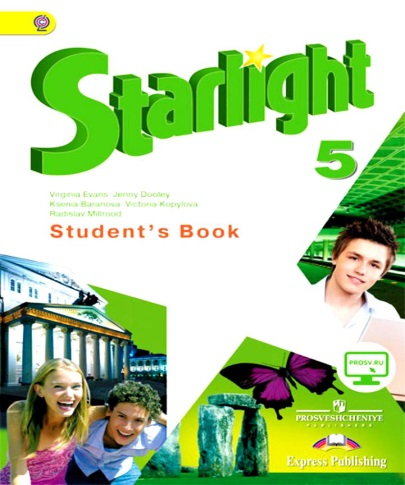 Starlight
5
Virginia Evans Jenny Dooley
Ksenia Baranova Victoria Kopylova
Radislav Millrood
Student's Book
PROSV.RU
PROSVESHCHENIYE
PUBLISHERS
Express Publishing